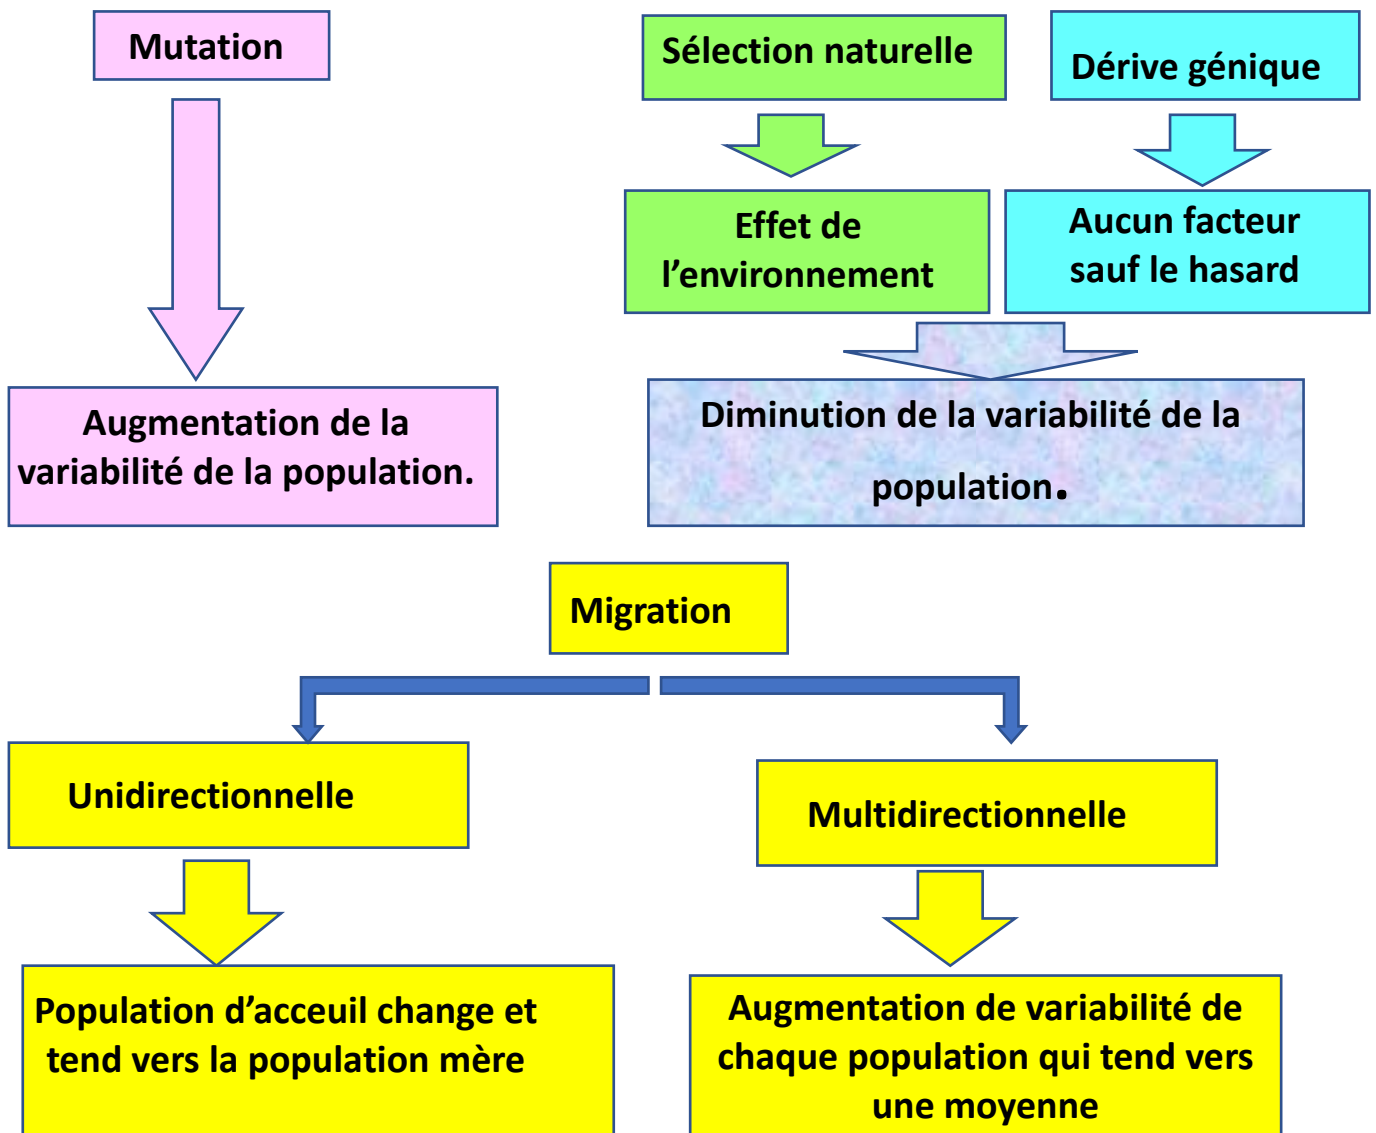 Mutation
Sélection naturelle
Dérive génique
Effet de
l’environnement
Aucun facteur
sauf le hasard
Augmentation de la
variabilité de la population.
Diminution de la variabilité de la
population.
Migration
Unidirectionnelle
Multidirectionnelle
Population d’acceuil change et
tend vers la population mère
Augmentation de variabilité de
chaque population qui tend vers
une moyenne